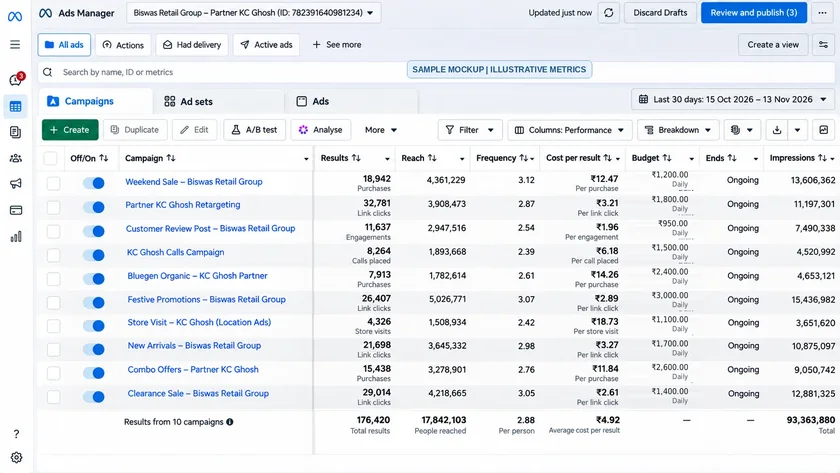 Ads Manager
Biswas Retail Group – Partner KC Ghosh (ID: 782391640981234)
Updated just now
Discard Drafts
Review and publish (3)
All ads
Actions
Had delivery
Active ads
+ See more
Create a view
Search by name, ID or metrics
SAMPLE MOCKUP | ILLUSTRATIVE METRICS
3
Campaigns
Ad sets
Ads
Last 30 days: 15 Oct 2026 – 13 Nov 2026
+ Create
Duplicate
Edit
A/B test
Analyse
More
Filter
Columns: Performance
Breakdown
Off/On Campaign Results Reach Frequency Cost per result Budget Ends Impressions
Weekend Sale – Biswas Retail Group 18,942 4,361,229 3.12 ₹12.47 ₹1,200.00 Ongoing 13,606,362
Purchases Per purchase Daily
Partner KC Ghosh Retargeting 32,781 3,908,473 2.87 ₹3.21 ₹1,800.00 Ongoing 11,197,301
Link clicks Per link click Daily
Customer Review Post – Biswas Retail Group 11,637 2,947,516 2.54 ₹1.96 ₹950.00 Ongoing 7,490,338
Engagements Per engagement Daily
KC Ghosh Calls Campaign 8,264 1,893,668 2.39 ₹6.18 ₹1,500.00 Ongoing 4,520,992
Calls placed Per call placed Daily
Bluegen Organic – KC Ghosh Partner 7,913 1,782,614 2.61 ₹14.26 ₹2,400.00 Ongoing 4,653,121
Purchases Per purchase Daily
Festive Promotions – Biswas Retail Group 26,407 5,026,771 3.07 ₹2.89 ₹3,000.00 Ongoing 15,436,982
Link clicks Per link click Daily
Store Visit – KC Ghosh (Location Ads) 4,326 1,508,934 2.42 ₹18.73 ₹1,100.00 Ongoing 3,651,620
Store visits Per store visit Daily
New Arrivals – Biswas Retail Group 21,698 3,645,332 2.98 ₹3.27 ₹1,700.00 Ongoing 10,875,097
Link clicks Per link click Daily
Combo Offers – Partner KC Ghosh 15,438 3,278,901 2.76 ₹11.84 ₹2,600.00 Ongoing 9,050,742
Purchases Per purchase Daily
Clearance Sale – Biswas Retail Group 29,014 4,218,665 3.05 ₹2.61 ₹1,400.00 Ongoing 12,881,325
Link clicks Per link click Daily
Results from 10 campaigns 176,420 17,842,103 2.88 ₹4.92 — — 93,363,880
Total results People reached Per person Average cost per result Total